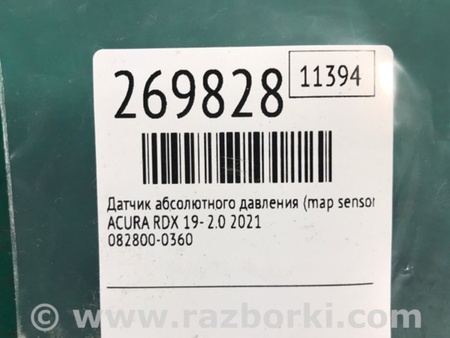 269828
11394
Датчик абсолютного давления (map sensor
ACURA RDX 19- 2.0 2021
082800-0360
© www.razborki.com